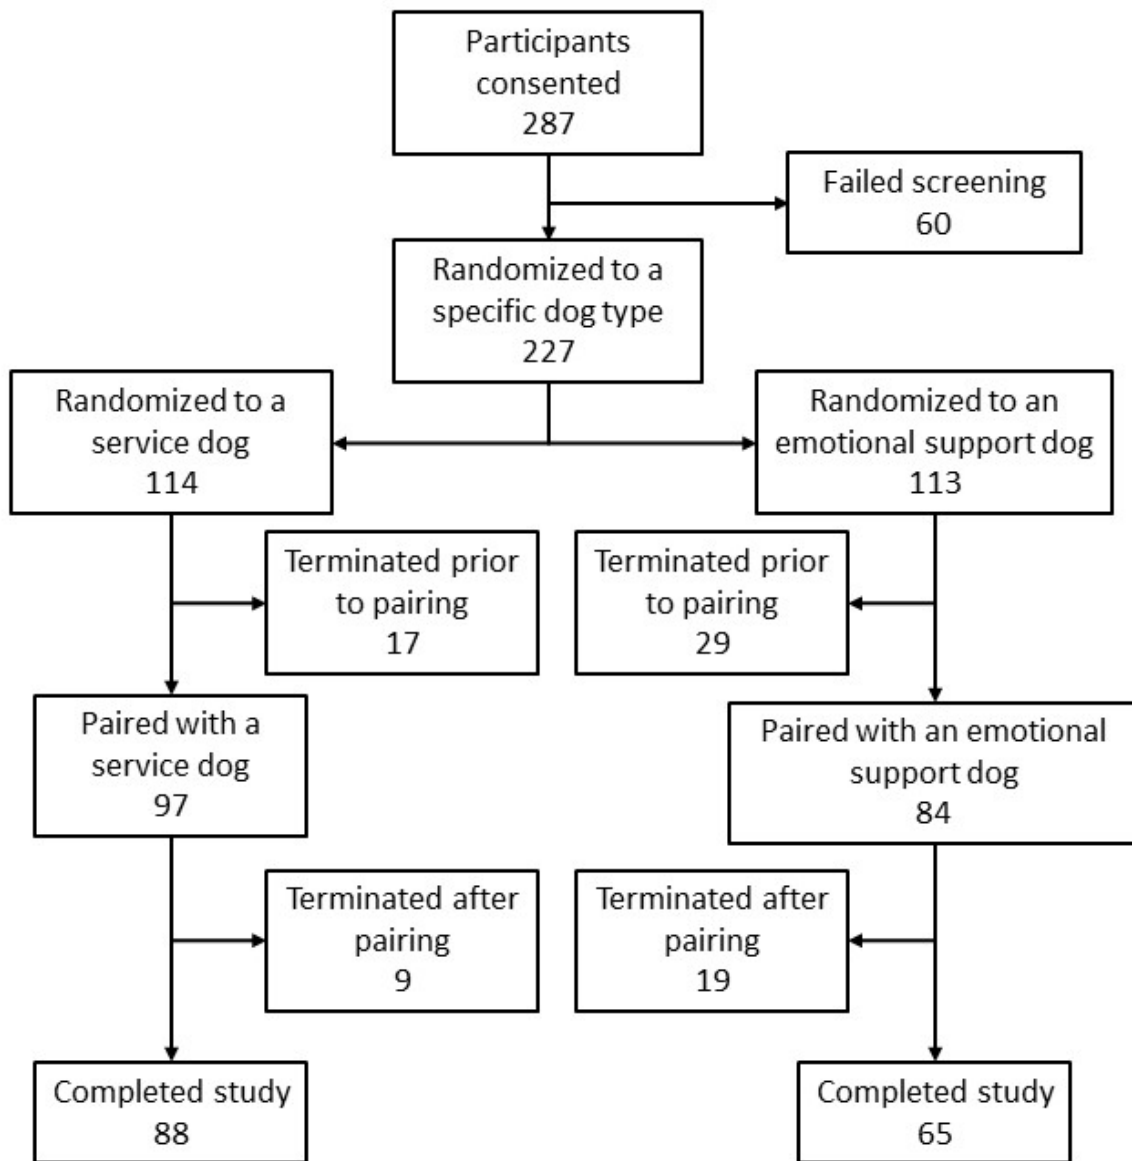 Participants
consented
287
Failed screening
60
Randomized to a
specific dog type
227
Randomized to a
service dog
114
Randomized to an
emotional support dog
113
Terminated prior
to pairing
17
Terminated prior
to pairing
29
Paired with a
service dog
97
Paired with an emotional
support dog
84
Terminated after
pairing
9
Terminated after
pairing
19
Completed study
88
Completed study
65